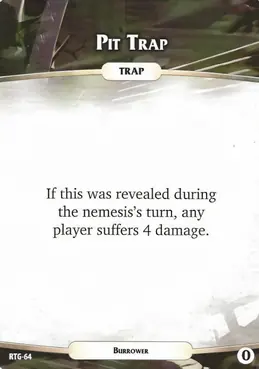 Pit Trap
TRAP
If this was revealed during
the nemesis's turn, any
player suffers 4 damage.
RTG-64
Burrower
0